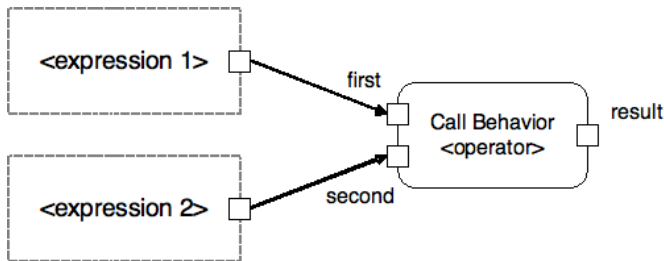 <expression 1>
first
Call Behavior
<operator>
result
second
<expression 2>